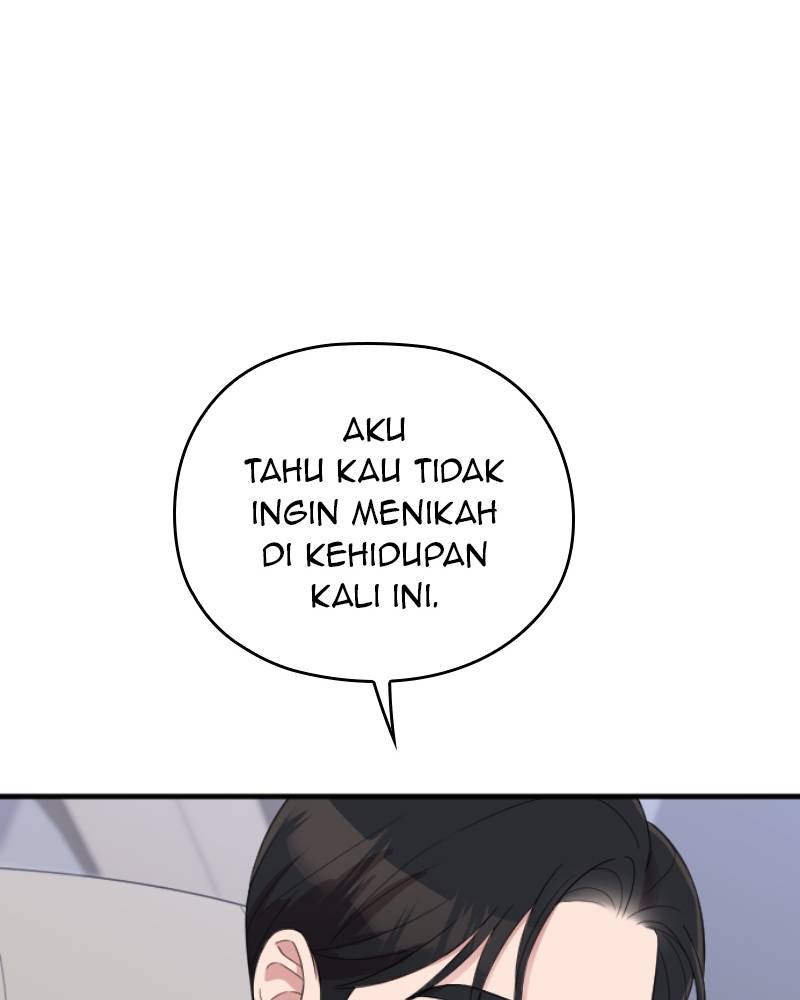 AKU
TAHU KAU TIDAK
INGIN MENIKAH
DI KEHIDUPAN
KALI INI.